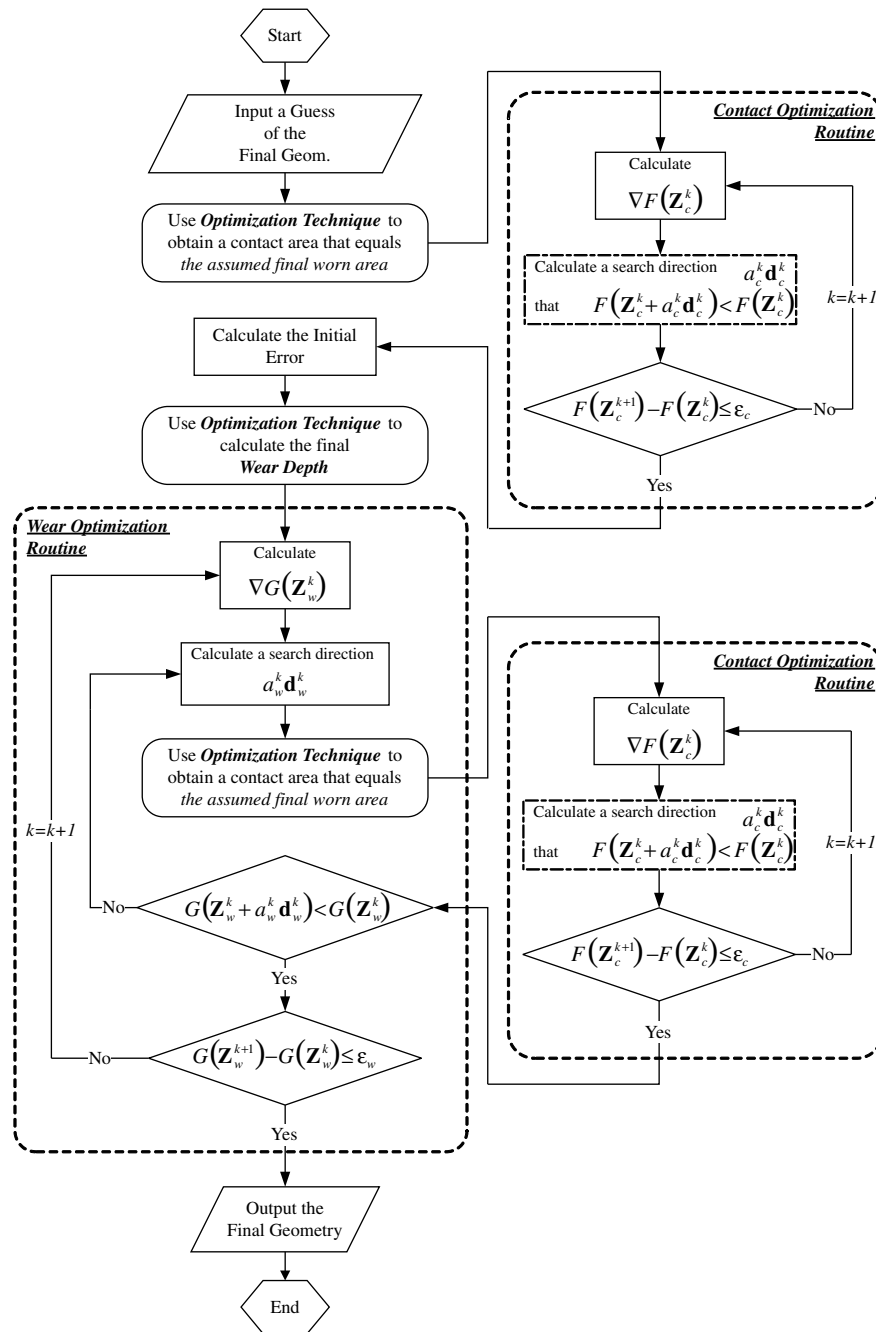 Start
Input a Guess
of the
Final Geom.
Use Optimization Technique to
obtain a contact area that equals
the assumed final worn area
Contact Optimization
Routine
Calculate
∇F(Z_c^k)
Calculate a search direction a_c^k d_c^k
that F(Z_c^k + a_c^k d_c^k) < F(Z_c^k)
k=k+1
F(Z_c^{k+1}) − F(Z_c^k) ≤ ε_c
No
Yes
Calculate the Initial
Error
Use Optimization Technique to
calculate the final
Wear Depth
Wear Optimization
Routine
Calculate
∇G(Z_w^k)
Calculate a search direction
a_w^k d_w^k
Use Optimization Technique to
obtain a contact area that equals
the assumed final worn area
k=k+1
Contact Optimization
Routine
Calculate
∇F(Z_c^k)
Calculate a search direction a_c^k d_c^k
that F(Z_c^k + a_c^k d_c^k) < F(Z_c^k)
k=k+1
F(Z_c^{k+1}) − F(Z_c^k) ≤ ε_c
No
Yes
G(Z_w^k + a_w^k d_w^k) < G(Z_w^k)
No
Yes
G(Z_w^{k+1}) − G(Z_w^k) ≤ ε_w
No
Yes
Output the
Final Geometry
End